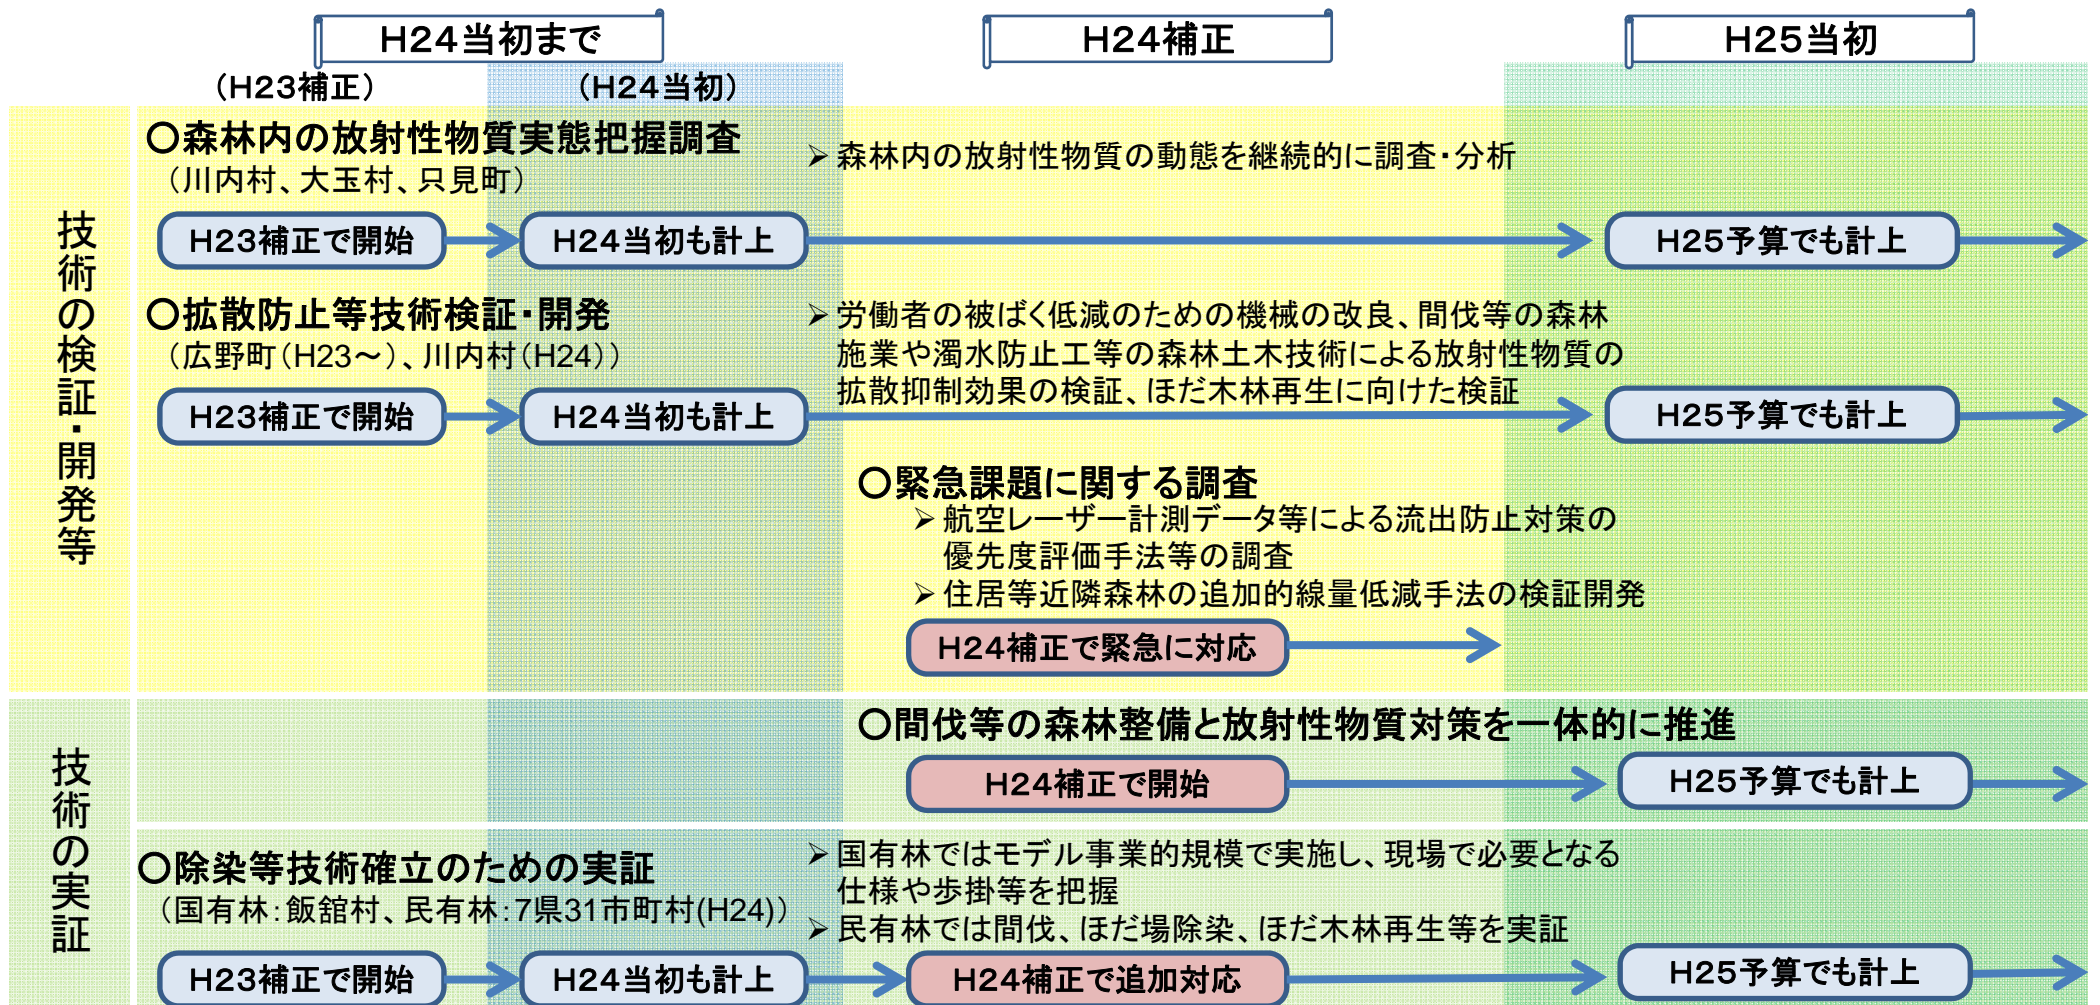 H24当初まで
H24補正
H25当初
（H23補正）
（H24当初）
技術の検証・開発等
○森林内の放射性物質実態把握調査
（川内村、大玉村、只見町）
➢ 森林内の放射性物質の動態を継続的に調査・分析
H23補正で開始
H24当初も計上
H25予算でも計上
○拡散防止等技術検証・開発
（広野町（H23～）、川内村（H24））
➢ 労働者の被ばく低減のための機械の改良、間伐等の森林
施業や濁水防止工等の森林土木技術による放射性物質の
拡散抑制効果の検証、ほだ木林再生に向けた検証
H23補正で開始
H24当初も計上
H25予算でも計上
○緊急課題に関する調査
➢ 航空レーザー計測データ等による流出防止対策の
優先度評価手法等の調査
➢ 住居等近隣森林の追加的線量低減手法の検証開発
H24補正で緊急に対応
技術の実証
○間伐等の森林整備と放射性物質対策を一体的に推進
H24補正で開始
H25予算でも計上
○除染等技術確立のための実証
（国有林：飯舘村、民有林：7県31市町村(H24)）
➢ 国有林ではモデル事業的規模で実施し、現場で必要となる
仕様や歩掛等を把握
➢ 民有林では間伐、ほだ場除染、ほだ木林再生等を実証
H23補正で開始
H24当初も計上
H24補正で追加対応
H25予算でも計上